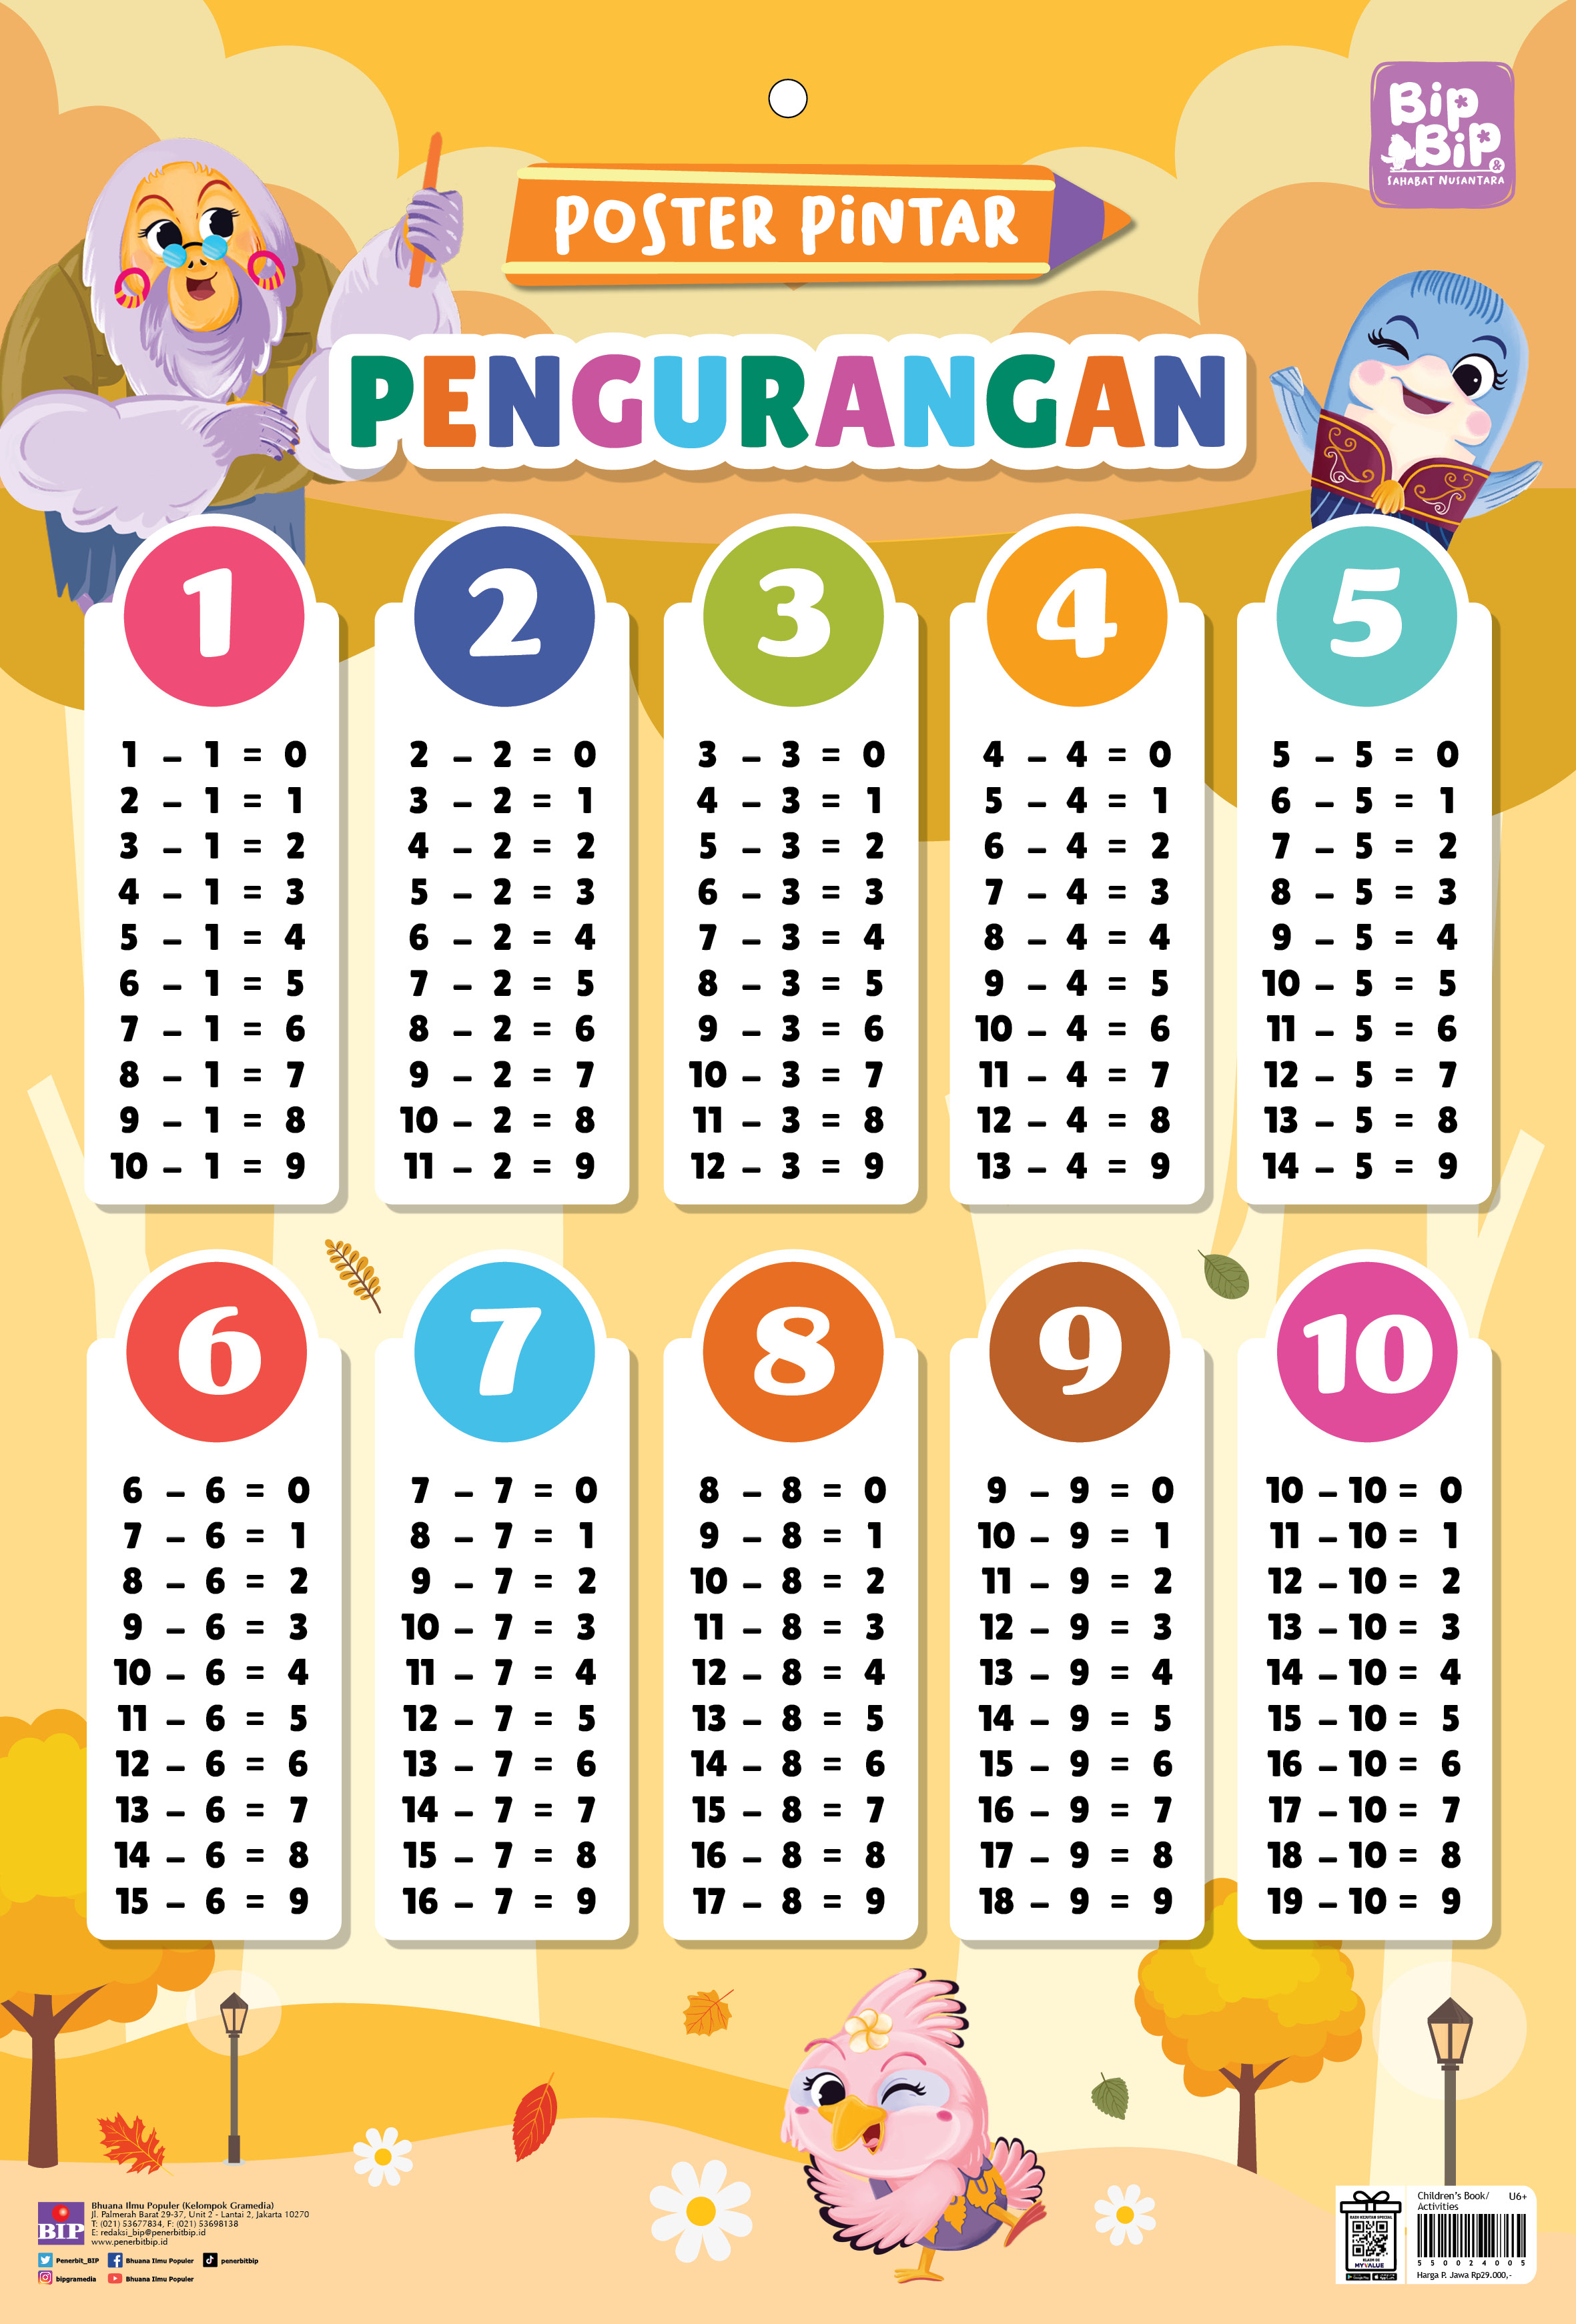 Bip
BiP
&
SAHABAT NUSANTARA
POSTER PiNTAR
PENGURANGAN
1
1 – 1 = 0
2 – 1 = 1
3 – 1 = 2
4 – 1 = 3
5 – 1 = 4
6 – 1 = 5
7 – 1 = 6
8 – 1 = 7
9 – 1 = 8
10 – 1 = 9
2
2 – 2 = 0
3 – 2 = 1
4 – 2 = 2
5 – 2 = 3
6 – 2 = 4
7 – 2 = 5
8 – 2 = 6
9 – 2 = 7
10 – 2 = 8
11 – 2 = 9
3
3 – 3 = 0
4 – 3 = 1
5 – 3 = 2
6 – 3 = 3
7 – 3 = 4
8 – 3 = 5
9 – 3 = 6
10 – 3 = 7
11 – 3 = 8
12 – 3 = 9
4
4 – 4 = 0
5 – 4 = 1
6 – 4 = 2
7 – 4 = 3
8 – 4 = 4
9 – 4 = 5
10 – 4 = 6
11 – 4 = 7
12 – 4 = 8
13 – 4 = 9
5
5 – 5 = 0
6 – 5 = 1
7 – 5 = 2
8 – 5 = 3
9 – 5 = 4
10 – 5 = 5
11 – 5 = 6
12 – 5 = 7
13 – 5 = 8
14 – 5 = 9
6
6 – 6 = 0
7 – 6 = 1
8 – 6 = 2
9 – 6 = 3
10 – 6 = 4
11 – 6 = 5
12 – 6 = 6
13 – 6 = 7
14 – 6 = 8
15 – 6 = 9
7
7 – 7 = 0
8 – 7 = 1
9 – 7 = 2
10 – 7 = 3
11 – 7 = 4
12 – 7 = 5
13 – 7 = 6
14 – 7 = 7
15 – 7 = 8
16 – 7 = 9
8
8 – 8 = 0
9 – 8 = 1
10 – 8 = 2
11 – 8 = 3
12 – 8 = 4
13 – 8 = 5
14 – 8 = 6
15 – 8 = 7
16 – 8 = 8
17 – 8 = 9
9
9 – 9 = 0
10 – 9 = 1
11 – 9 = 2
12 – 9 = 3
13 – 9 = 4
14 – 9 = 5
15 – 9 = 6
16 – 9 = 7
17 – 9 = 8
18 – 9 = 9
10
10 – 10 = 0
11 – 10 = 1
12 – 10 = 2
13 – 10 = 3
14 – 10 = 4
15 – 10 = 5
16 – 10 = 6
17 – 10 = 7
18 – 10 = 8
19 – 10 = 9
BIP
Bhuana Ilmu Populer (Kelompok Gramedia)
Jl. Palmerah Barat 29-37, Unit 2 - Lantai 2, Jakarta 10270
T: (021) 53677834, F: (021) 53698138
E: redaksi_bip@penerbitbip.id
www.penerbitbip.id
Penerbit_BIP Bhuana Ilmu Populer penerbitbip
bipgramedia Bhuana Ilmu Populer
MYVALUE
Children's Book/ U6+
Activities
5 5 0 0 2 4 0 0 5
Harga P. Jawa Rp29.000,-